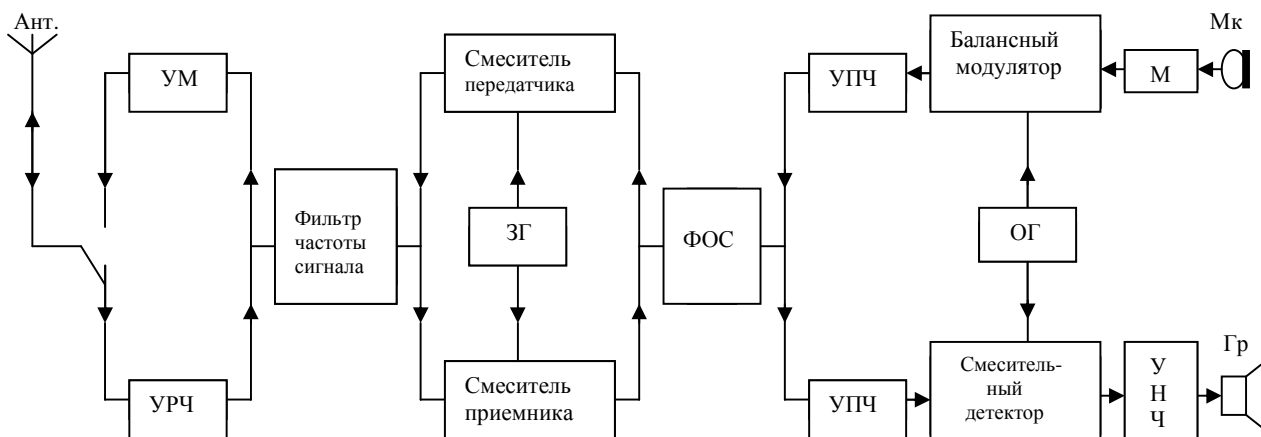 Ант.
Мк
УМ
Смеситель
передатчика
УПЧ
Балансный
модулятор
М
Фильтр
частоты
сигнала
ЗГ
ФОС
ОГ
УРЧ
Смеситель
приемника
УПЧ
Смеситель-
ный
детектор
У
Н
Ч
Гр